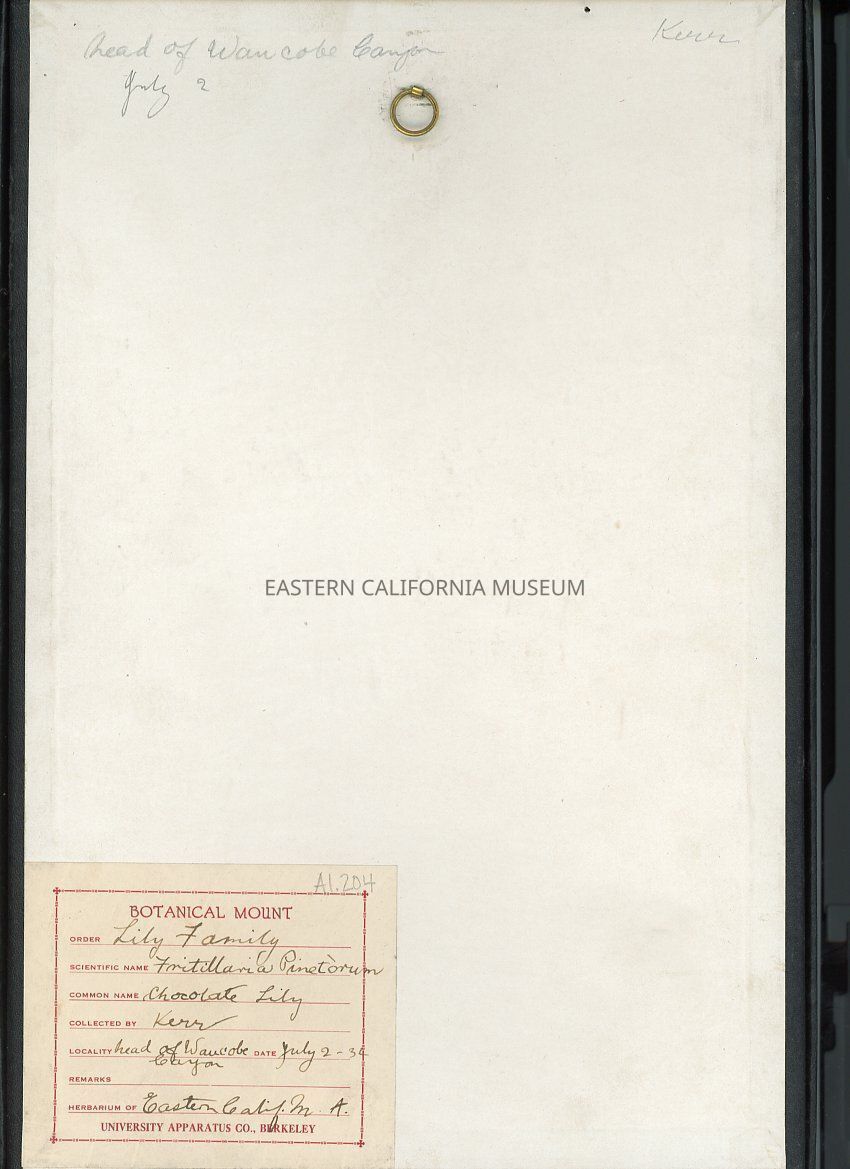 Kerr
head of Waucobe Canyon
July 2
EASTERN CALIFORNIA MUSEUM
A1.204
BOTANICAL MOUNT
ORDER Lily Family
SCIENTIFIC NAME Fritillaria Pinetorum
COMMON NAME Chocolate Lily
COLLECTED BY Kerr
LOCALITY head of Waucobe DATE July 2-34
Canyon
REMARKS
HERBARIUM OF Eastern Calif. M. A.
UNIVERSITY APPARATUS CO., BERKELEY